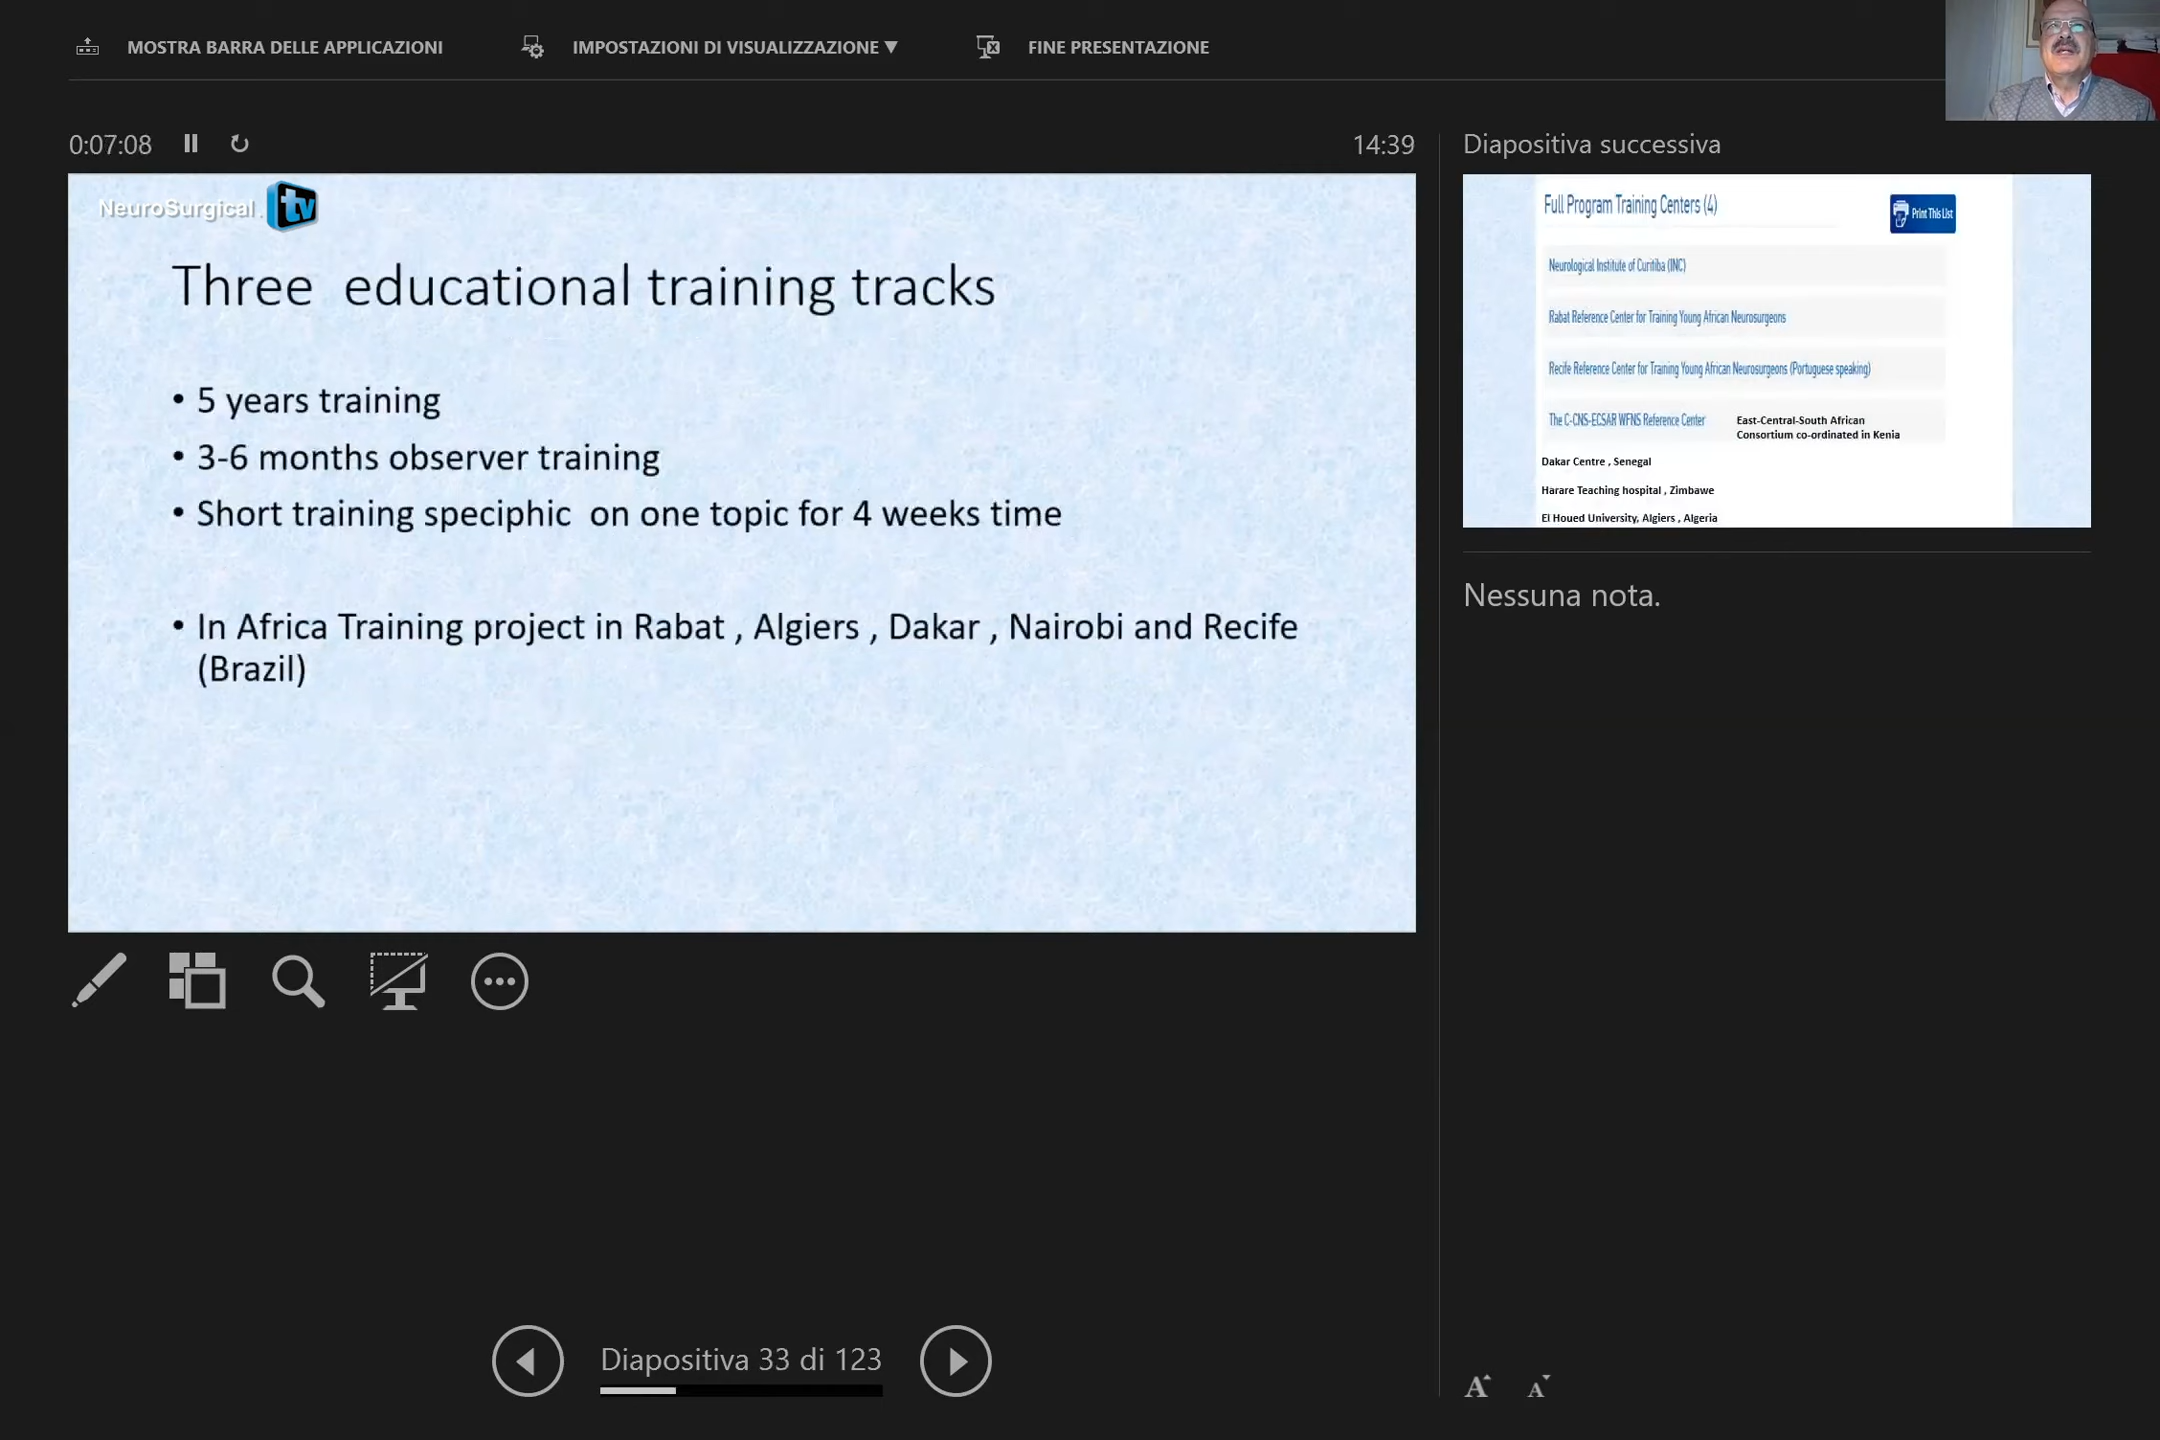 MOSTRA BARRA DELLE APPLICAZIONI
IMPOSTAZIONI DI VISUALIZZAZIONE ▼
FINE PRESENTAZIONE
0:07:08
14:39
NeuroSurgical. tv
Three educational training tracks
• 5 years training
• 3-6 months observer training
• Short training speciphic on one topic for 4 weeks time
• In Africa Training project in Rabat , Algiers , Dakar , Nairobi and Recife
(Brazil)
Diapositiva successiva
Full Program Training Centers (4)
Print This List
Neurological Institute of Curitiba (INC)
Rabat Reference Center for Training Young African Neurosurgeons
Recife Reference Center for Training Young African Neurosurgeons (Portuguese speaking)
The C-CNS-ECSAR WFNS Reference Center
East-Central-South African
Consortium co-ordinated in Kenia
Dakar Centre , Senegal
Harare Teaching hospital , Zimbawe
El Houed University, Algiers , Algeria
Nessuna nota.
Diapositiva 33 di 123
A A